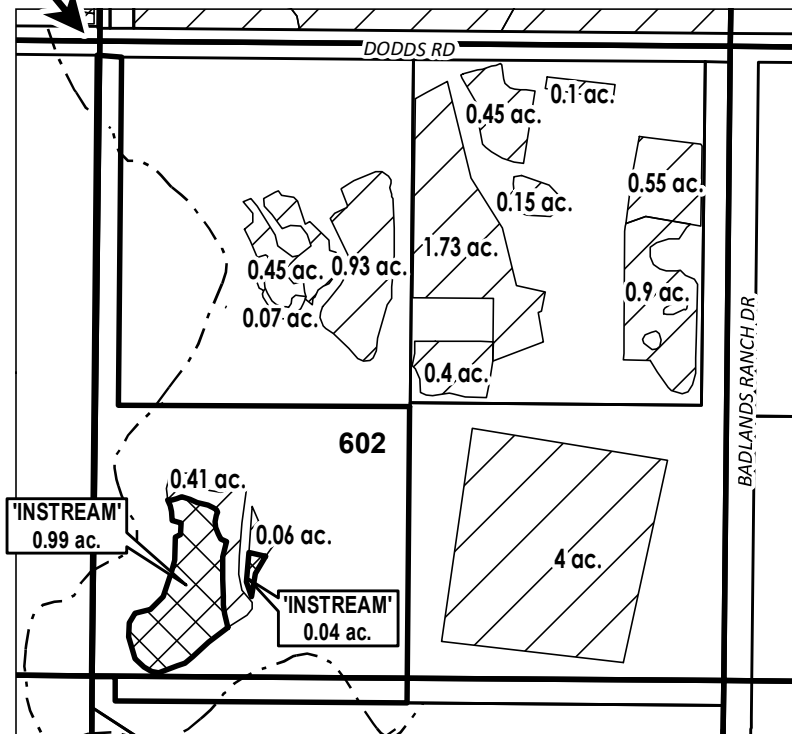 DODDS RD
0.1 ac.
0.45 ac.
0.55 ac.
0.15 ac.
1.73 ac.
0.45 ac.
0.93 ac.
0.9 ac.
0.07 ac.
0.4 ac.
BADLANDS RANCH DR
602
0.41 ac.
'INSTREAM'
0.99 ac.
0.06 ac.
4 ac.
'INSTREAM'
0.04 ac.